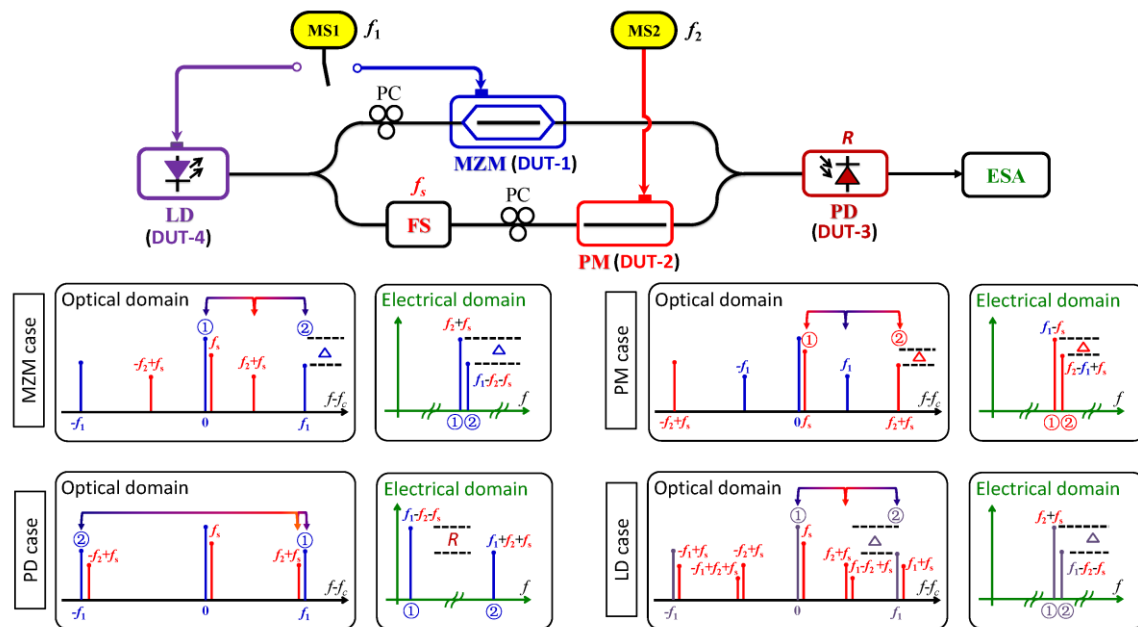 MS1 f₁
MS2 f₂
PC
MZM (DUT-1)
R
LD
(DUT-4)
fₛ
FS
PC
PM (DUT-2)
PD
(DUT-3)
ESA
MZM case
Optical domain
①
②
fₛ
Δ
-f₂+fₛ
f₂+fₛ
f-f꜀
-f₁
0
f₁
Electrical domain
f₂+fₛ
Δ
f₁-f₂-fₛ
f
①②
PM case
Optical domain
①
②
Δ
-f₁
f₁
f-f꜀
-f₂+fₛ
0fₛ
f₂+fₛ
Electrical domain
f₁-fₛ
Δ
f₂-f₁+fₛ
f
①②
PD case
Optical domain
②
①
fₛ
-f₂+fₛ
f₂+fₛ
f-f꜀
-f₁
0
f₁
Electrical domain
f₁-f₂-fₛ
R
f₁+f₂+fₛ
f
①
②
LD case
Optical domain
①
②
fₛ
Δ
-f₁+fₛ
-f₂+fₛ
-f₁+f₂+fₛ
f₂+fₛ
f₁-f₂+fₛ
f₁+fₛ
f-f꜀
-f₁
0
f₁
Electrical domain
f₂+fₛ
Δ
f₁-f₂-fₛ
f
①②